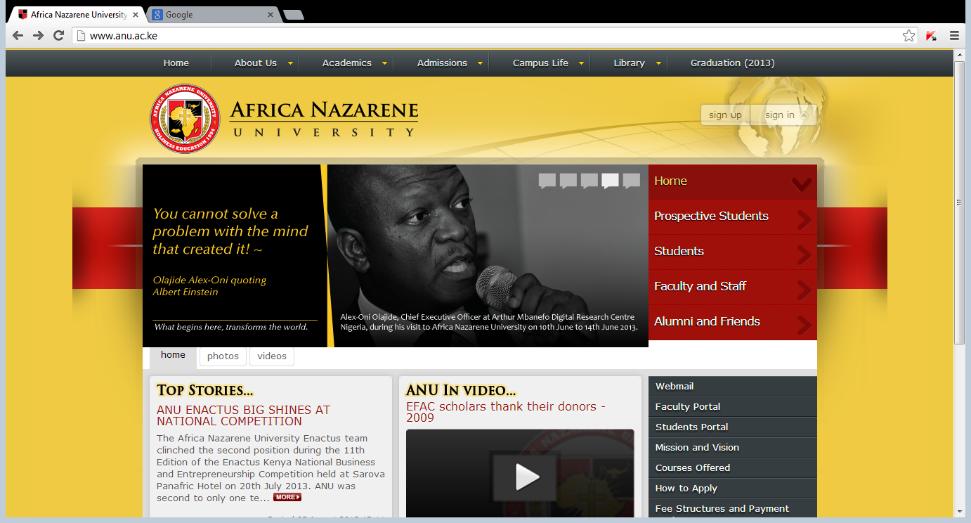 Africa Nazarene University
Google
www.anu.ac.ke
Home About Us Academics Admissions Campus Life Library Graduation (2013)
AFRICA NAZARENE UNIVERSITY
HOLINESS EDUCATION 1994
AFRICA NAZARENE
UNIVERSITY
sign up sign in
You cannot solve a
problem with the mind
that created it! ~
Olajide Alex-Oni quoting
Albert Einstein
What begins here, transforms the world.
Alex-Oni Olajide, Chief Executive Officer at Arthur Mbanefo Digital Research Centre
Nigeria, during his visit to Africa Nazarene University on 10th June to 14th June 2013.
Home
Prospective Students
Students
Faculty and Staff
Alumni and Friends
home photos videos
TOP STORIES...
ANU ENACTUS BIG SHINES AT
NATIONAL COMPETITION
The Africa Nazarene University Enactus team
clinched the second position during the 11th
Edition of the Enactus Kenya National Business
and Entrepreneurship Competition held at Sarova
Panafric Hotel on 20th July 2013. ANU was
second to only one te... MORE
ANU IN VIDEO...
EFAC scholars thank their donors -
2009
Webmail
Faculty Portal
Students Portal
Mission and Vision
Courses Offered
How to Apply
Fee Structures and Payment